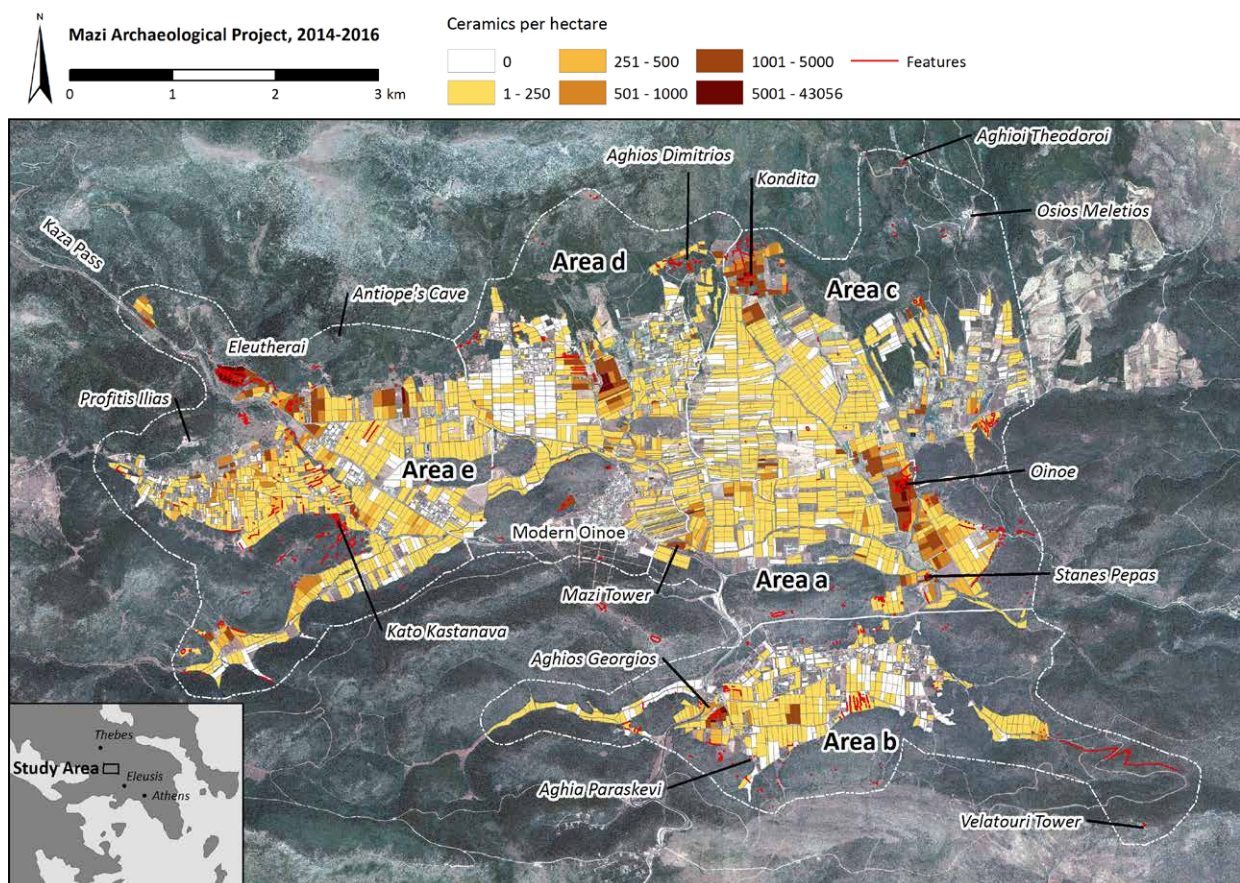 N
Mazi Archaeological Project, 2014-2016
0 1 2 3 km
Ceramics per hectare
0
251 - 500
1001 - 5000
Features
1 - 250
501 - 1000
5001 - 43056
Aghioi Theodoroi
Aghios Dimitrios
Kondita
Osios Meletios
Kaza Pass
Area d
Area c
Antiope's Cave
Eleutherai
Profitis Ilias
Area e
Oinoe
Modern Oinoe
Area a
Stanes Pepas
Mazi Tower
Kato Kastanava
Aghios Georgios
Area b
Aghia Paraskevi
Velatouri Tower
Thebes
Study Area
Eleusis
Athens